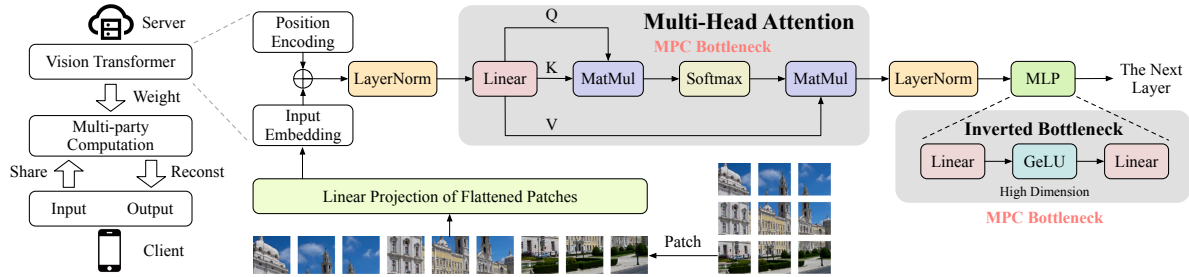 Server
Vision Transformer
Weight
Multi-party
Computation
Share
Reconst
Input
Output
Client
Position
Encoding
Input
Embedding
LayerNorm
Multi-Head Attention
MPC Bottleneck
Q
K
V
Linear
MatMul
Softmax
MatMul
LayerNorm
MLP
The Next
Layer
Inverted Bottleneck
Linear
GeLU
Linear
High Dimension
MPC Bottleneck
Linear Projection of Flattened Patches
Patch